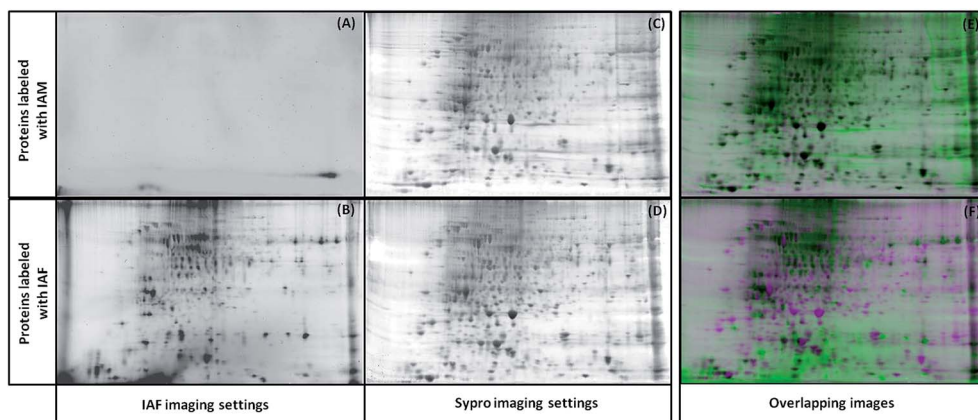 (A)
(C)
(E)
Proteins labeled
with IAM
(B)
(D)
(F)
Proteins labeled
with IAF
IAF imaging settings
Sypro imaging settings
Overlapping images